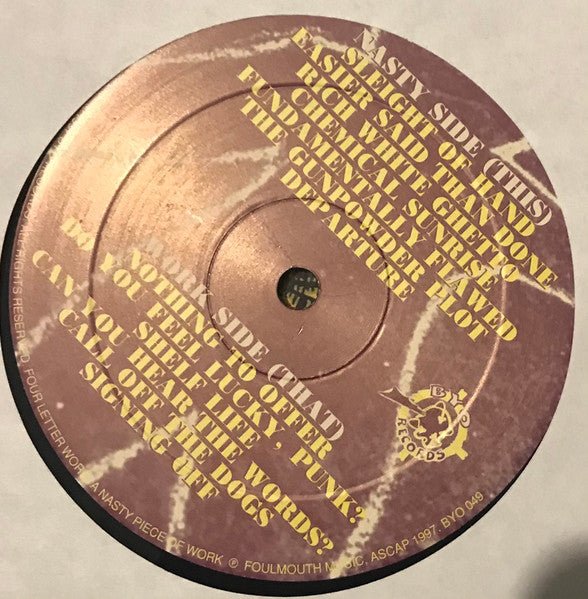 NASTY SIDE (THIS)
SLEIGHT OF HAND
EASIER SAID THAN DONE
RICH WHITE GHETTO
CHEMICAL SUNRISE
FUNDAMENTALLY FLAWED
THE GUNPOWDER PLOT
DEPARTURE
WORK SIDE (THAT)
NOTHING TO OFFER
DO YOU FEEL LUCKY, PUNK?
SHELF LIFE
CAN YOU HEAR THE WORDS?
CALL OFF THE DOGS
SIGNING OFF
BYO
RECORDS
ALL RIGHTS RESERVED. FOUR LETTER WORD, A NASTY PIECE OF WORK ℗ FOULMOUTH MUSIC, ASCAP 1997. BYO 049